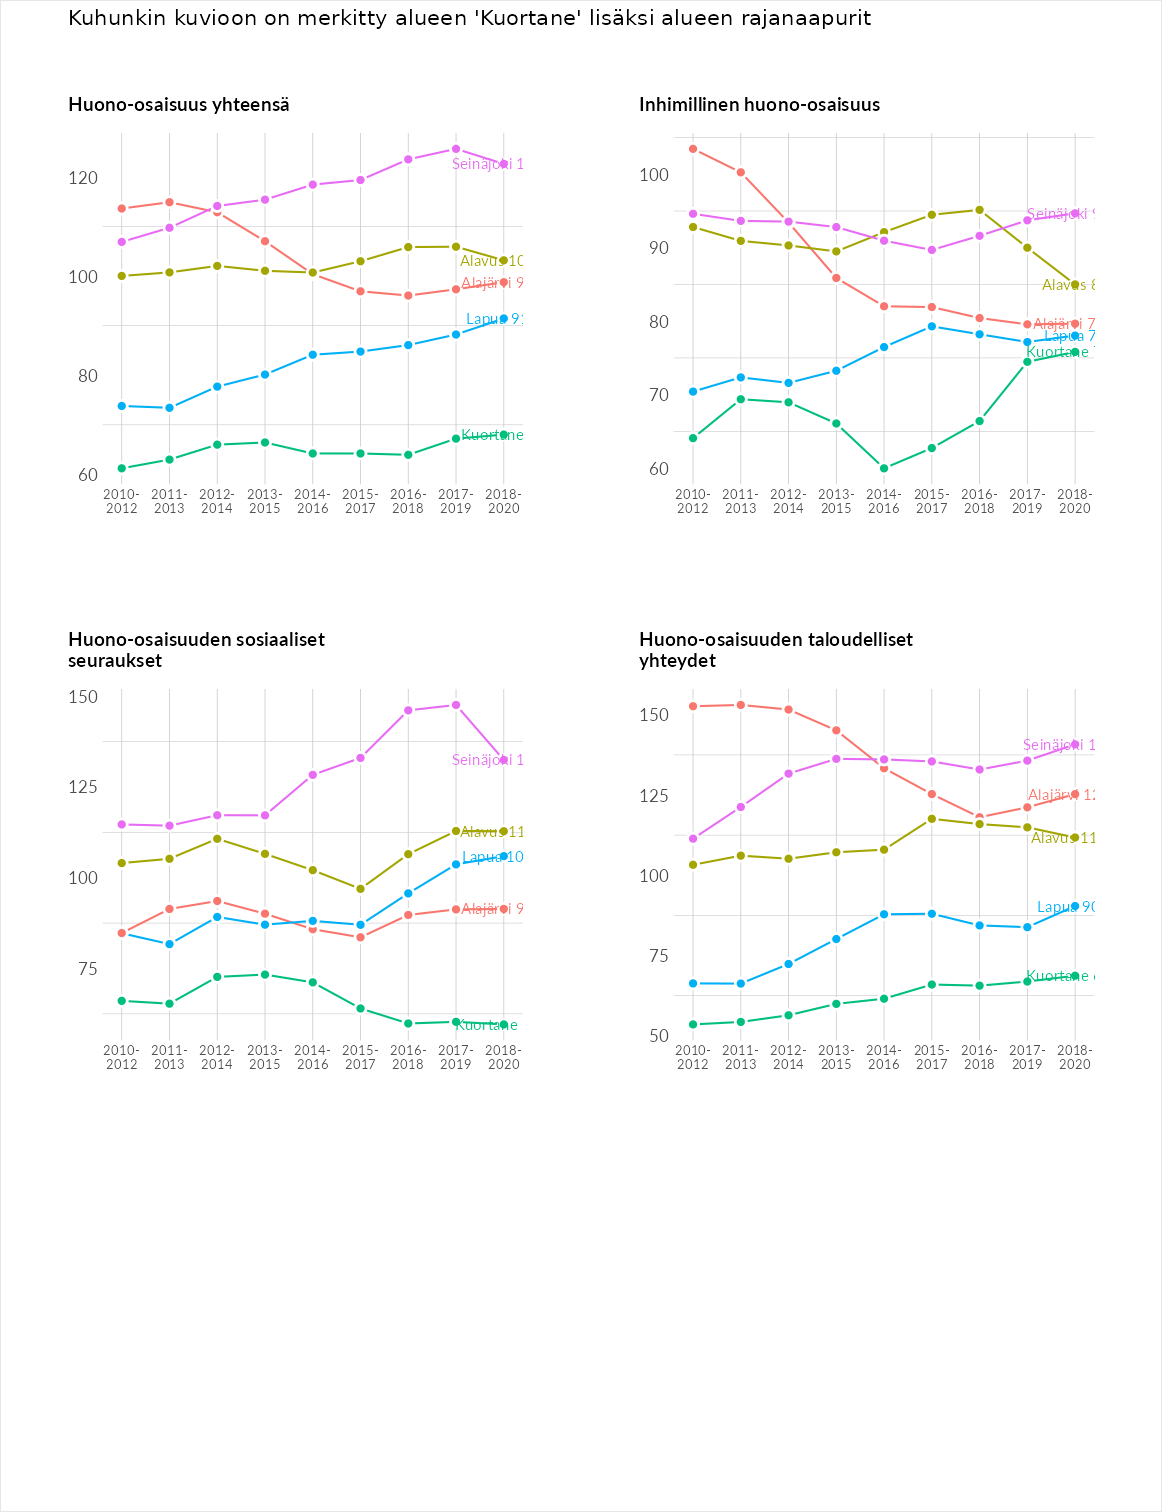 Kuhunkin kuvioon on merkitty alueen 'Kuortane' lisäksi alueen rajanaapurit
Huono-osaisuus yhteensä
120
100
80
60
Seinäjoki 1
Alavus 10
Alajärvi 9
Lapua 91
Kuortane
2010- 2011- 2012- 2013- 2014- 2015- 2016- 2017- 2018-
2012 2013 2014 2015 2016 2017 2018 2019 2020
Inhimillinen huono-osaisuus
100
90
80
70
60
Seinäjoki 9
Alavus 8
Alajärvi 7
Lapua 7
Kuortane
2010- 2011- 2012- 2013- 2014- 2015- 2016- 2017- 2018-
2012 2013 2014 2015 2016 2017 2018 2019 2020
Huono-osaisuuden sosiaaliset
seuraukset
150
125
100
75
Seinäjoki 1
Alavus 11
Lapua 10
Alajärvi 9
Kuortane
2010- 2011- 2012- 2013- 2014- 2015- 2016- 2017- 2018-
2012 2013 2014 2015 2016 2017 2018 2019 2020
Huono-osaisuuden taloudelliset
yhteydet
150
125
100
75
50
Seinäjoki 1
Alajärvi 12
Alavus 11
Lapua 90
Kuortane
2010- 2011- 2012- 2013- 2014- 2015- 2016- 2017- 2018-
2012 2013 2014 2015 2016 2017 2018 2019 2020